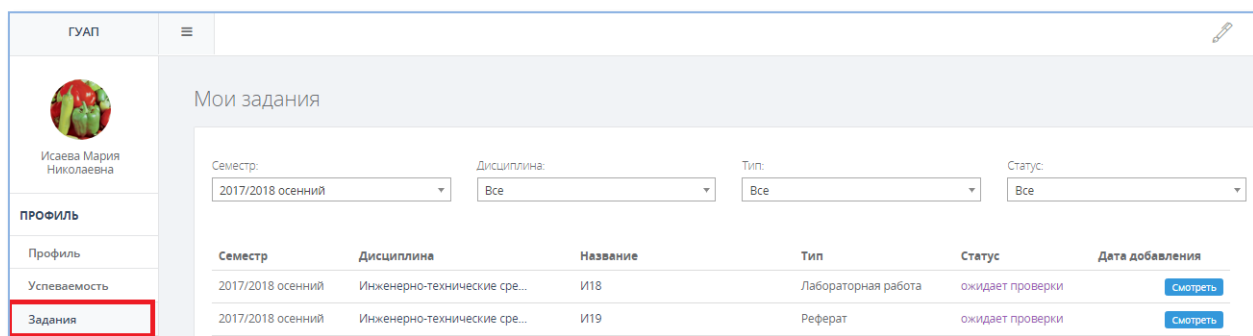 ГУАП
Исаева Мария
Николаевна
ПРОФИЛЬ
Профиль
Успеваемость
Задания
Мои задания
Семестр: Дисциплина: Тип: Статус:
2017/2018 осенний Все Все Все
Семестр Дисциплина Название Тип Статус Дата добавления
2017/2018 осенний Инженерно-технические сре... И18 Лабораторная работа ожидает проверки Смотреть
2017/2018 осенний Инженерно-технические сре... И19 Реферат ожидает проверки Смотреть